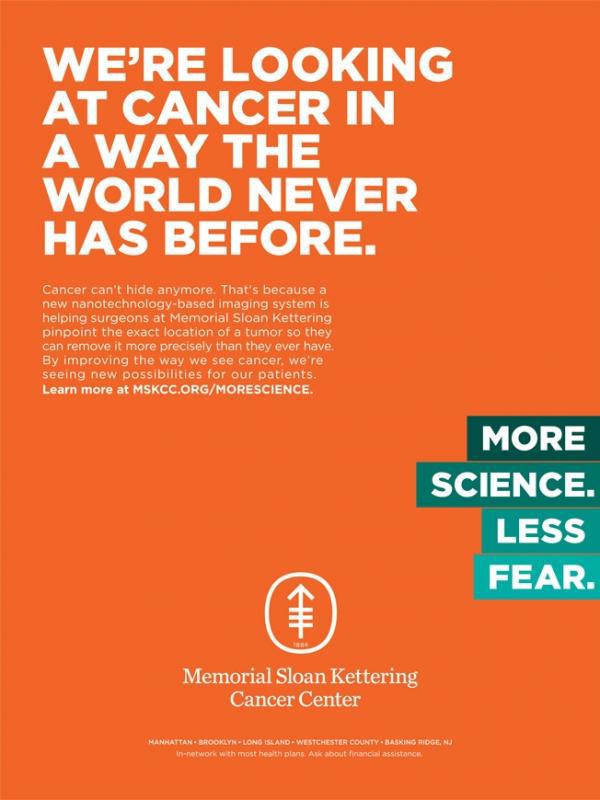 WE’RE LOOKING
AT CANCER IN
A WAY THE
WORLD NEVER
HAS BEFORE.
Cancer can’t hide anymore. That's because a
new nanotechnology-based imaging system is
helping surgeons at Memorial Sloan Kettering
pinpoint the exact location of a tumor so they
can remove it more precisely than they ever have.
By improving the way we see cancer, we’re
seeing new possibilities for our patients.
Learn more at MSKCC.ORG/MORESCIENCE.
MORE
SCIENCE.
LESS
FEAR.
1884
Memorial Sloan Kettering
Cancer Center
MANHATTAN • BROOKLYN • LONG ISLAND • WESTCHESTER COUNTY • BASKING RIDGE, NJ
In-network with most health plans. Ask about financial assistance.